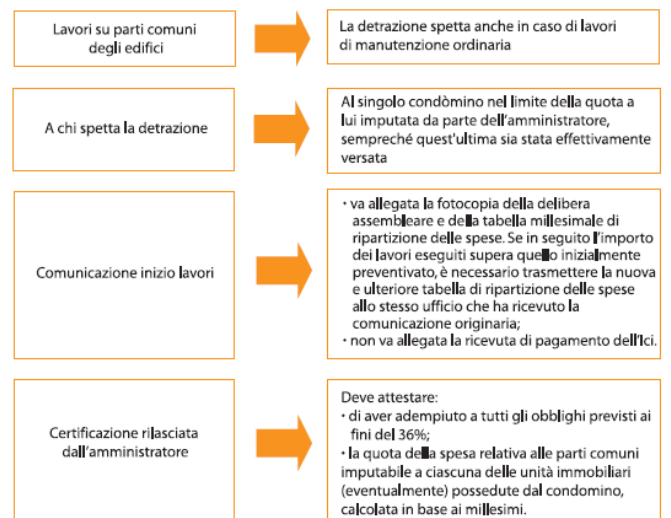 Lavori su parti comuni
degli edifici
La detrazione spetta anche in caso di lavori
di manutenzione ordinaria
A chi spetta la detrazione
Al singolo condòmino nel limite della quota a
lui imputata da parte dell'amministratore,
sempreché quest'ultima sia stata effettivamente
versata
Comunicazione inizio lavori
• va allegata la fotocopia della delibera
assembleare e della tabella millesimale di
ripartizione delle spese. Se in seguito l'importo
dei lavori eseguiti supera quello inizialmente
preventivato, è necessario trasmettere la nuova
e ulteriore tabella di ripartizione delle spese
allo stesso ufficio che ha ricevuto la
comunicazione originaria;
• non va allegata la ricevuta di pagamento dell'Ici.
Certificazione rilasciata
dall'amministratore
Deve attestare:
• di aver adempiuto a tutti gli obblighi previsti ai
fini del 36%;
• la quota della spesa relativa alle parti comuni
imputabile a ciascuna delle unità immobiliari
(eventualmente) possedute dal condomino,
calcolata in base ai millesimi.